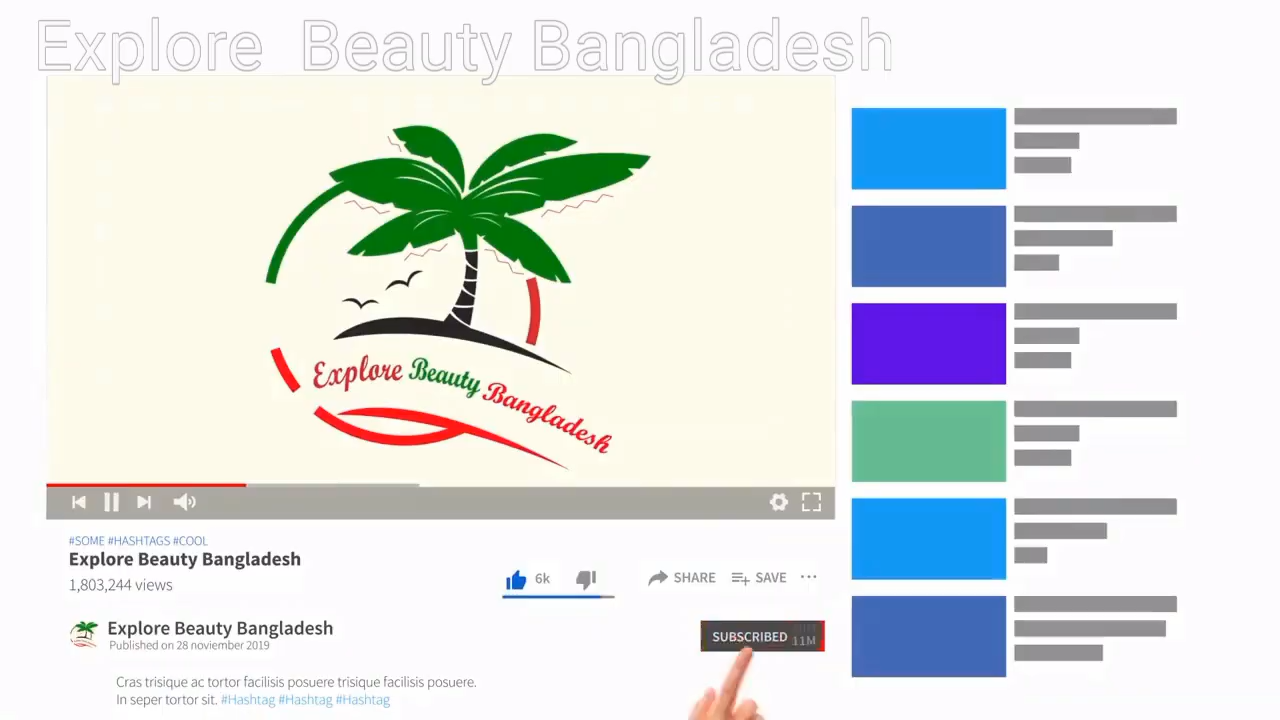 Explore Beauty Bangladesh
Explore Beauty Bangladesh
#SOME #HASHTAGS #COOL
Explore Beauty Bangladesh
1,803,244 views
6k
SHARE
SAVE
Explore Beauty Bangladesh
Published on 28 noviember 2019
SUBSCRIBED 11M
Cras trisique ac tortor facilisis posuere trisique facilisis posuere.
In seper tortor sit. #Hashtag #Hashtag #Hashtag